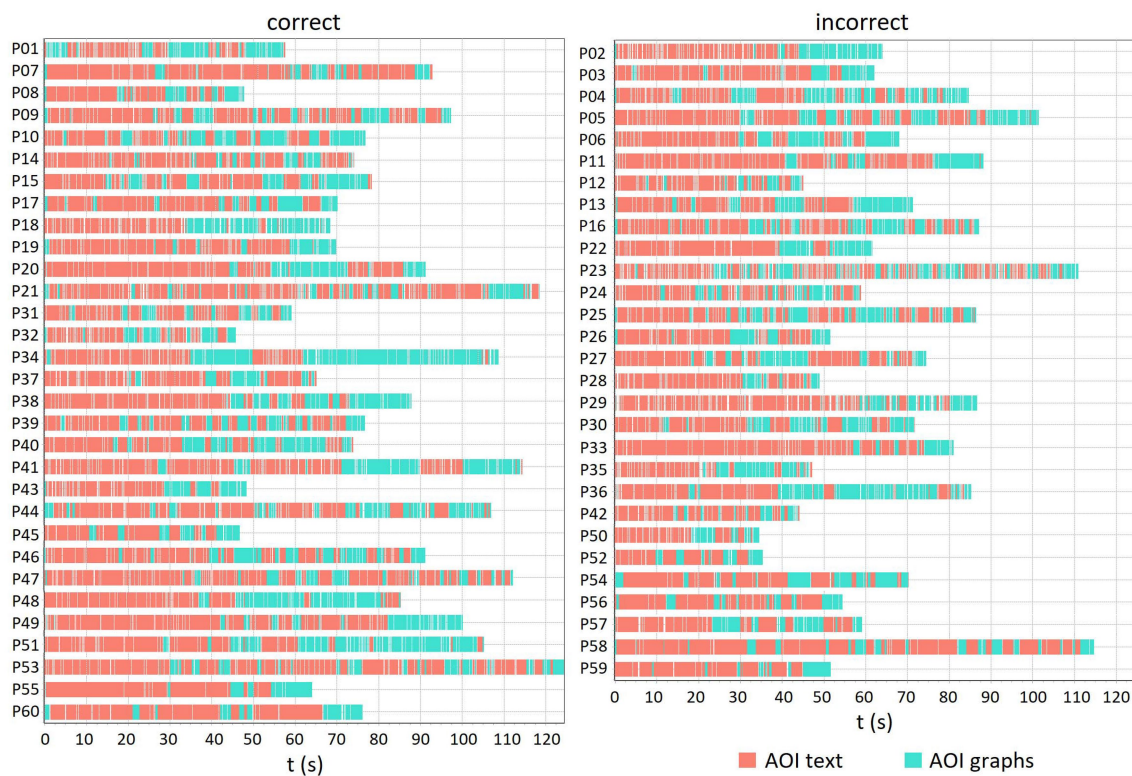 correct
P01
P07
P08
P09
P10
P14
P15
P17
P18
P19
P20
P21
P31
P32
P34
P37
P38
P39
P40
P41
P43
P44
P45
P46
P47
P48
P49
P51
P53
P55
P60
0 10 20 30 40 50 60 70 80 90 100 110 120
t (s)
incorrect
P02
P03
P04
P05
P06
P11
P12
P13
P16
P22
P23
P24
P25
P26
P27
P28
P29
P30
P33
P35
P36
P42
P50
P52
P54
P56
P57
P58
P59
0 10 20 30 40 50 60 70 80 90 100 110 120
t (s)
AOI text
AOI graphs